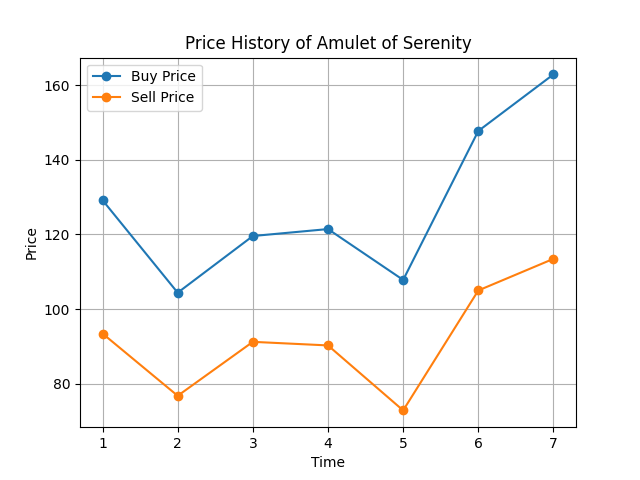 Price History of Amulet of Serenity
Buy Price
Sell Price
Price
160
140
120
100
80
1 2 3 4 5 6 7
Time